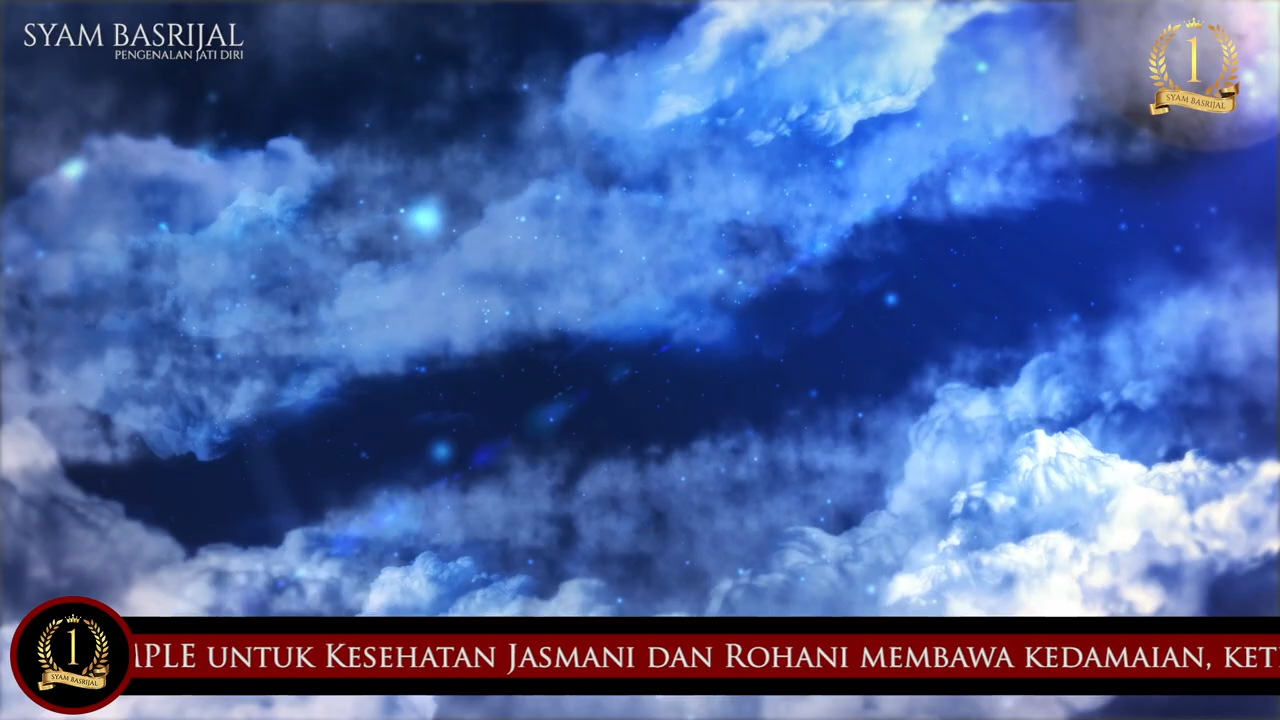 SYAM BASRIJAL
PENGENALAN JATI DIRI
1
SYAM BASRIJAL
UNTUK KESEHATAN JASMANI DAN ROHANI MEMBAWA KEDAMAIAN,
1
SYAM BASRIJAL